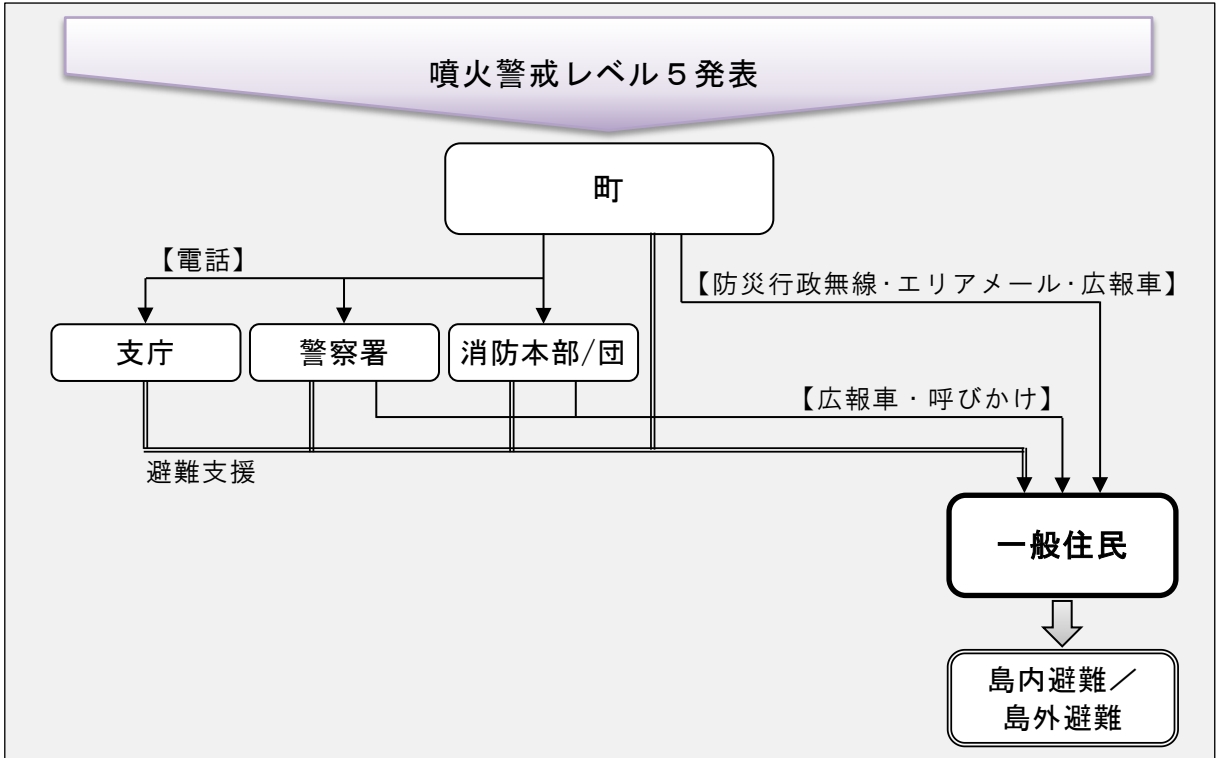 噴火警戒レベル５発表
町
【電話】
【防災行政無線・エリアメール・広報車】
支庁
警察署
消防本部/団
【広報車・呼びかけ】
避難支援
一般住民
島内避難／
島外避難